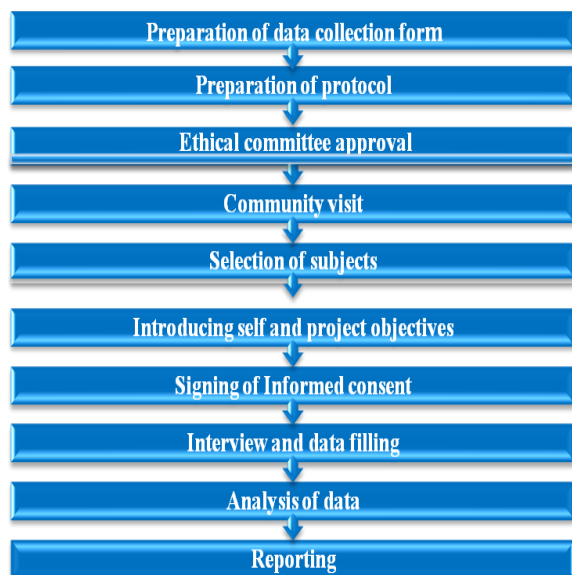 Preparation of data collection form
Preparation of protocol
Ethical committee approval
Community visit
Selection of subjects
Introducing self and project objectives
Signing of Informed consent
Interview and data filling
Analysis of data
Reporting